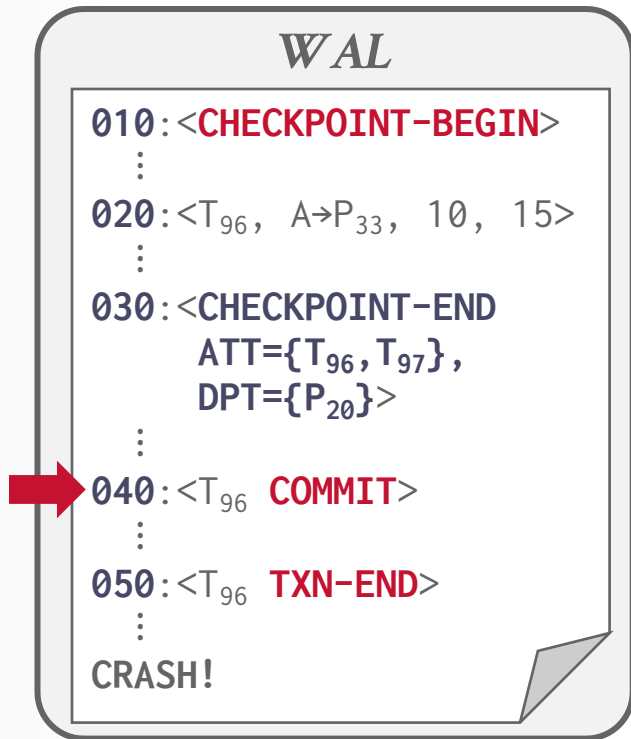 WAL
010:<CHECKPOINT-BEGIN>
⋮
020:<T₉₆, A→P₃₃, 10, 15>
⋮
030:<CHECKPOINT-END
ATT={T₉₆,T₉₇},
DPT={P₂₀}>
⋮
040:<T₉₆ COMMIT>
⋮
050:<T₉₆ TXN-END>
⋮
CRASH!